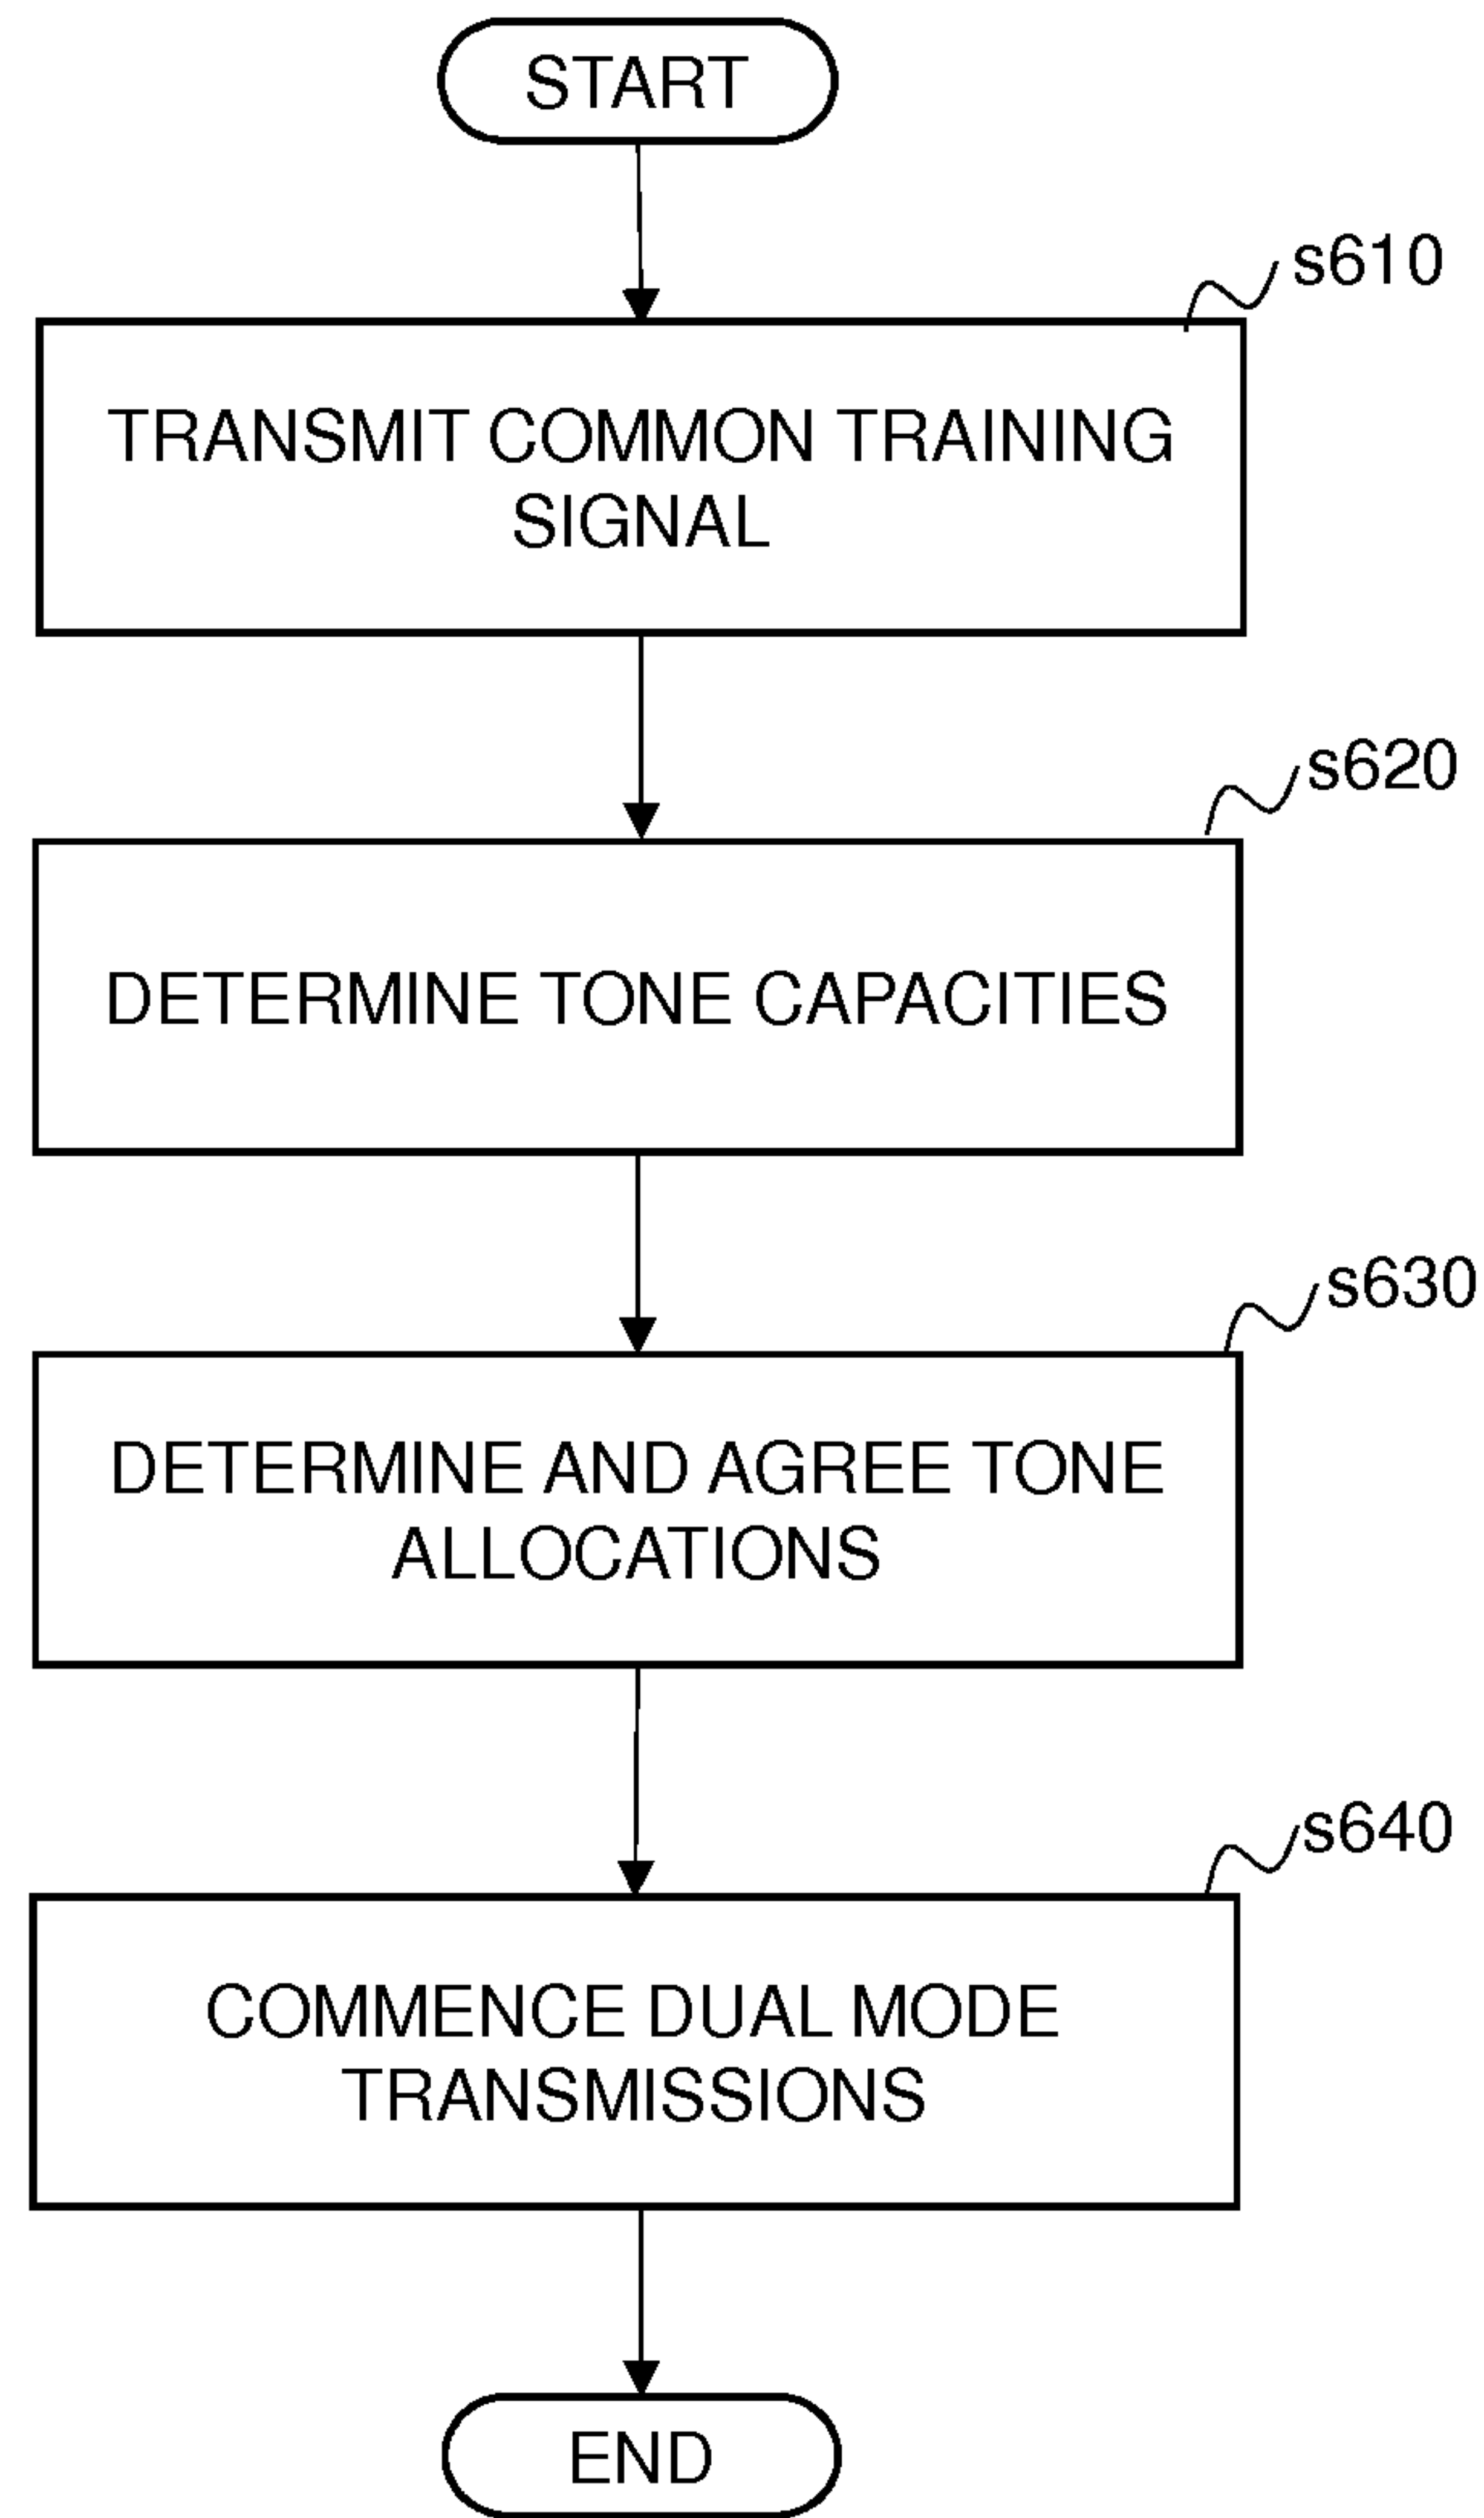 START
s610
TRANSMIT COMMON TRAINING
SIGNAL
s620
DETERMINE TONE CAPACITIES
s630
DETERMINE AND AGREE TONE
ALLOCATIONS
s640
COMMENCE DUAL MODE
TRANSMISSIONS
END